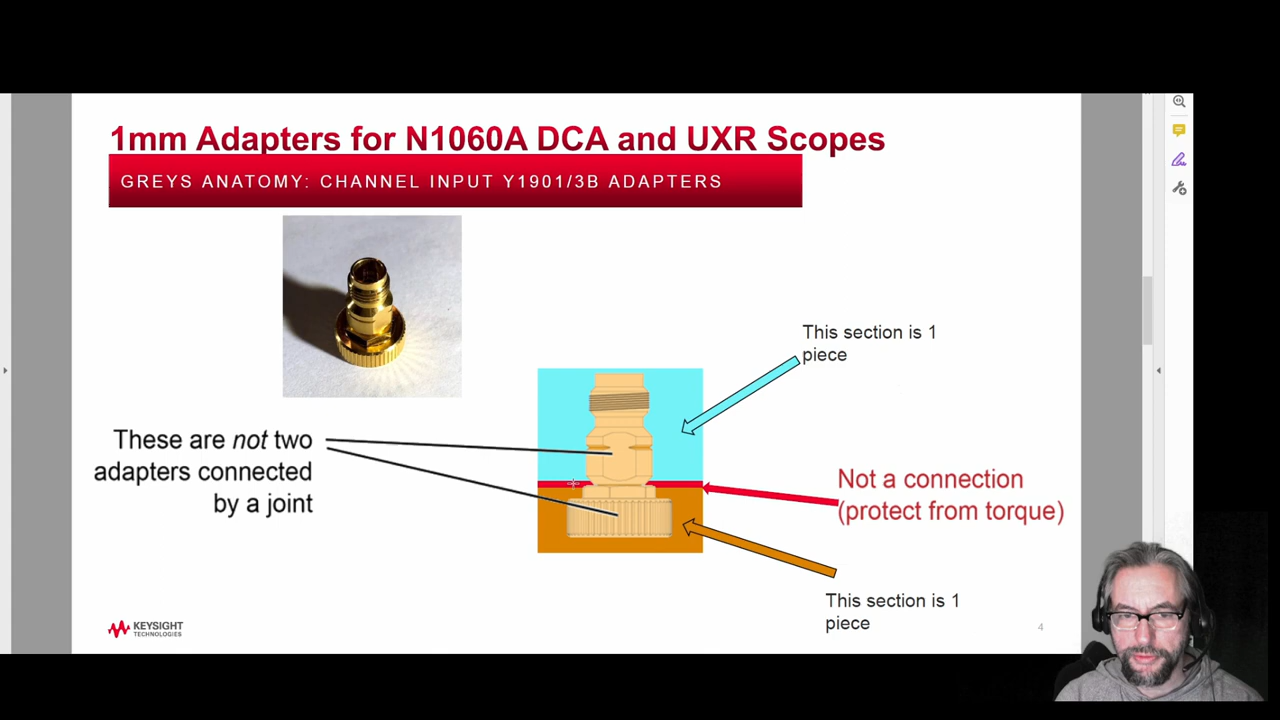 1mm Adapters for N1060A DCA and UXR Scopes
GREYS ANATOMY: CHANNEL INPUT Y1901/3B ADAPTERS
This section is 1
piece
These are not two
adapters connected
by a joint
Not a connection
(protect from torque)
This section is 1
piece
KEYSIGHT
TECHNOLOGIES
4